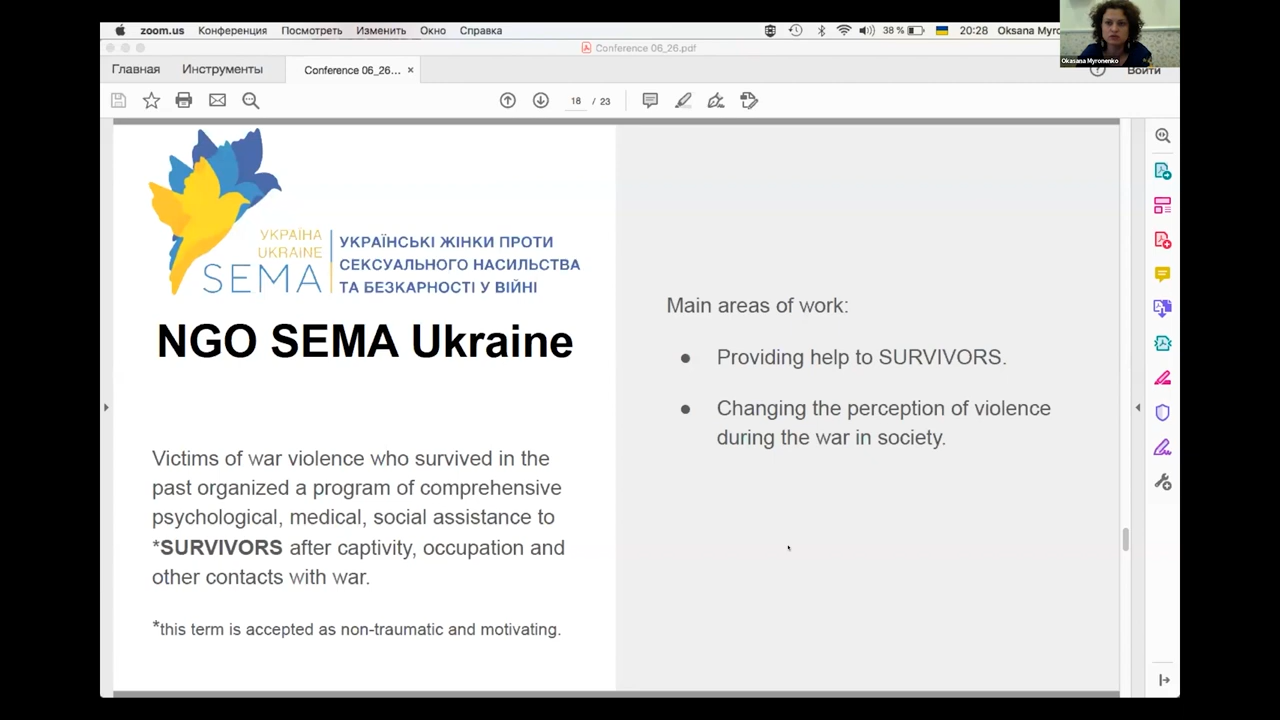 zoom.us Конференция Посмотреть Изменить Окно Справка 38 % 20:28 Oksana Myro
Conference 06_26.pdf
Okasana Myronenko
Главная Инструменты Conference 06_26... × Войти
18 / 23
УКРАЇНА
UKRAINE
SEMA
УКРАЇНСЬКІ ЖІНКИ ПРОТИ
СЕКСУАЛЬНОГО НАСИЛЬСТВА
ТА БЕЗКАРНОСТІ У ВІЙНІ
NGO SEMA Ukraine
Victims of war violence who survived in the
past organized a program of comprehensive
psychological, medical, social assistance to
*SURVIVORS after captivity, occupation and
other contacts with war.
*this term is accepted as non-traumatic and motivating.
Main areas of work:
● Providing help to SURVIVORS.
● Changing the perception of violence
during the war in society.